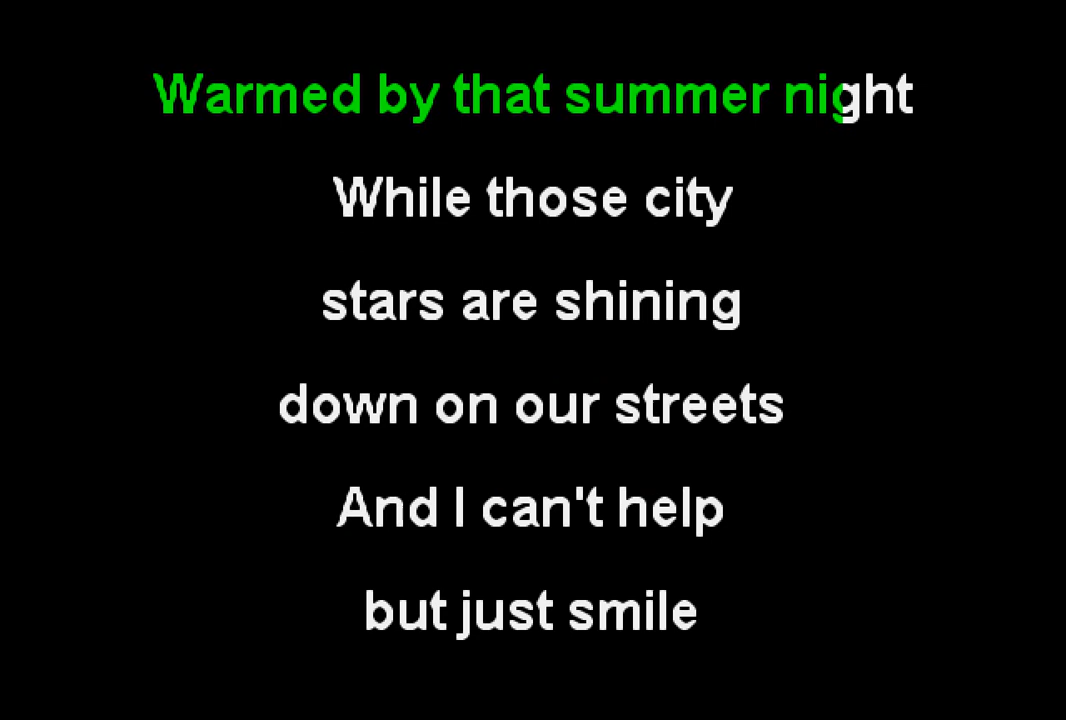 Warmed by that summer night
While those city
stars are shining
down on our streets
And I can't help
but just smile